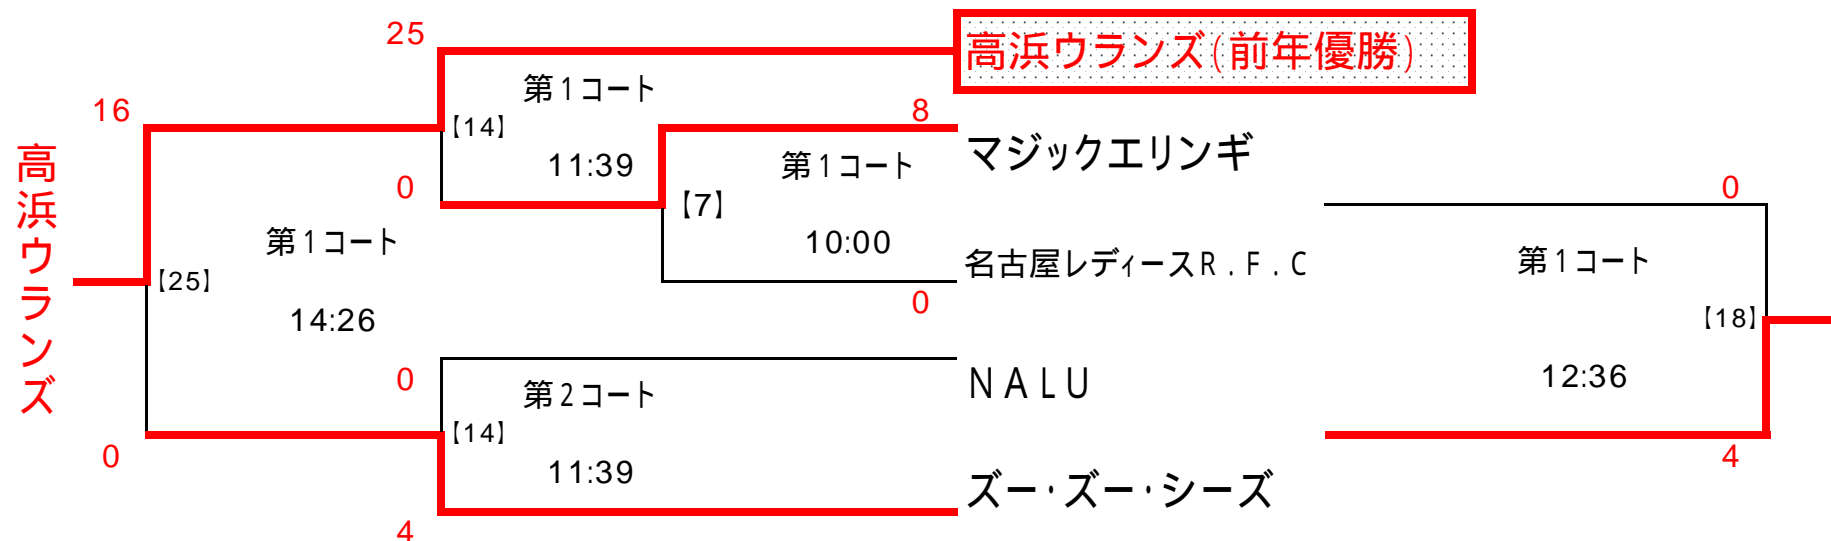 25
高浜ウランズ(前年優勝)
第1コート
16
8
【14】
マジックエリンギ
11:39
第1コート
高浜ウランズ
0
0
【7】
第1コート
10:00
名古屋レディースR.F.C
第1コート
【25】
0
14:26
【18】
0
第2コート
NALU
12:36
【14】
0
4
11:39
ズー・ズー・シーズ
4